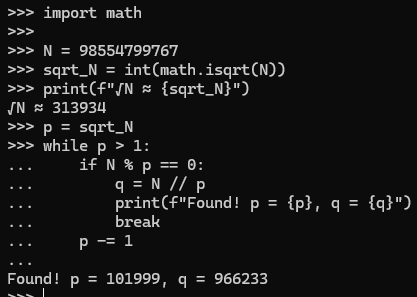 >>> import math
>>>
>>> N = 98554799767
>>> sqrt_N = int(math.isqrt(N))
>>> print(f"√N ≈ {sqrt_N}")
√N ≈ 313934
>>> p = sqrt_N
>>> while p > 1:
...     if N % p == 0:
...         q = N // p
...         print(f"Found! p = {p}, q = {q}")
...         break
...     p -= 1
...
Found! p = 101999, q = 966233
>>>